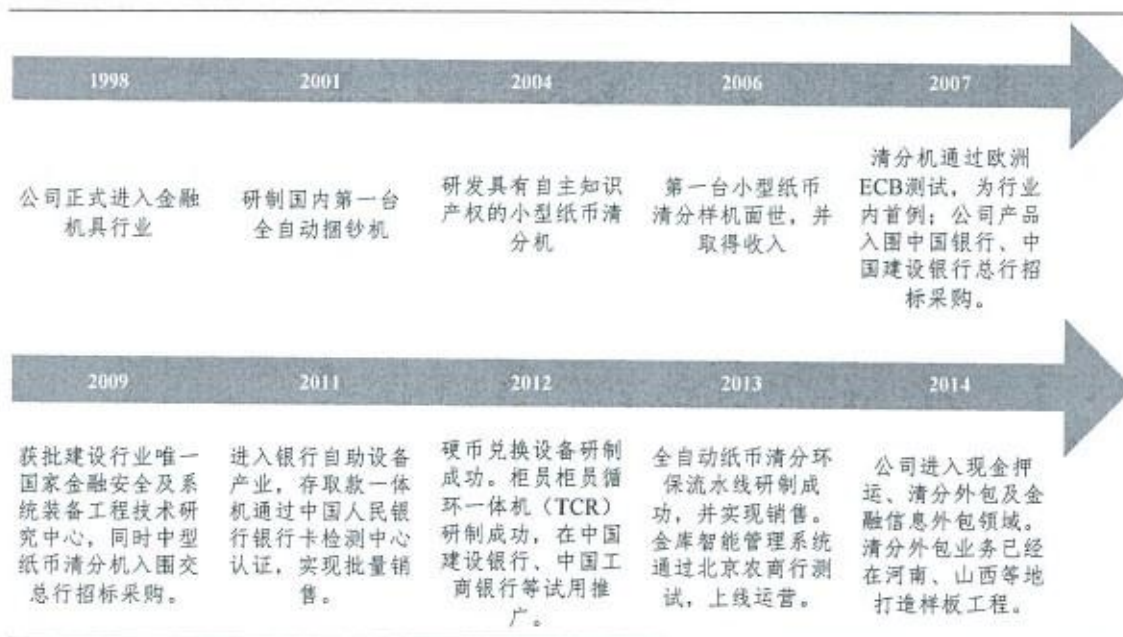 1998
2001
2004
2006
2007
公司正式进入金融
机具行业
研制国内第一台
全自动捆钞机
研发具有自主知识
产权的小型纸币清
分机
第一台小型纸币
清分样机面世，并
取得收入
清分机通过欧洲
ECB测试，为行业
内首例；公司产品
入围中国银行、中
国建设银行总行招
标采购。
2009
2011
2012
2013
2014
获批建设行业唯一
国家金融安全及系
统装备工程技术研
究中心，同时中型
纸币清分机入围交
总行招标采购。
进入银行自助设备
产业，存取款一体
机通过中国人民银
行银行卡检测中心
认证，实现批量销
售。
硬币兑换设备研制
成功。柜员柜员循
环一体机（TCR）
研制成功，在中国
建设银行、中国工
商银行等试用推
广。
全自动纸币清分环
保流水线研制成
功，并实现销售。
金库智能管理系统
通过北京农商行测
试，上线运营。
公司进入现金押
运、清分外包及金
融信息外包领域。
清分外包业务已经
在河南、山西等地
打造样板工程。